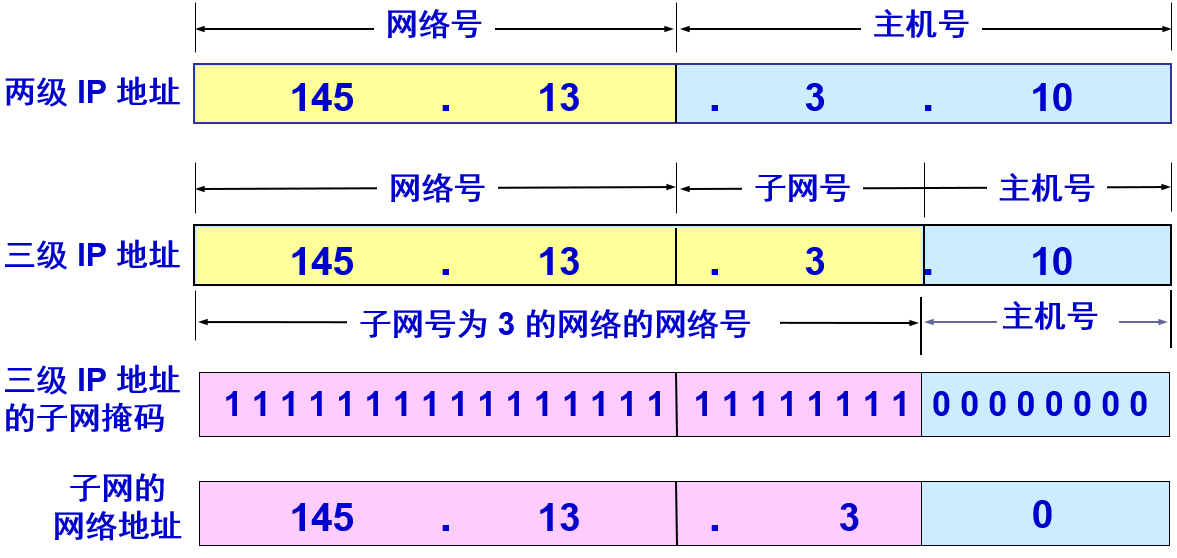 网络号 主机号
两级 IP 地址 145 . 13 . 3 . 10
网络号 子网号 主机号
三级 IP 地址 145 . 13 . 3 . 10
子网号为 3 的网络的网络号 主机号
三级 IP 地址
的子网掩码
1 1 1 1 1 1 1 1 1 1 1 1 1 1 1 1 1 1 1 1 1 1 1 1 0 0 0 0 0 0 0 0
子网的
网络地址
145 . 13 . 3 0